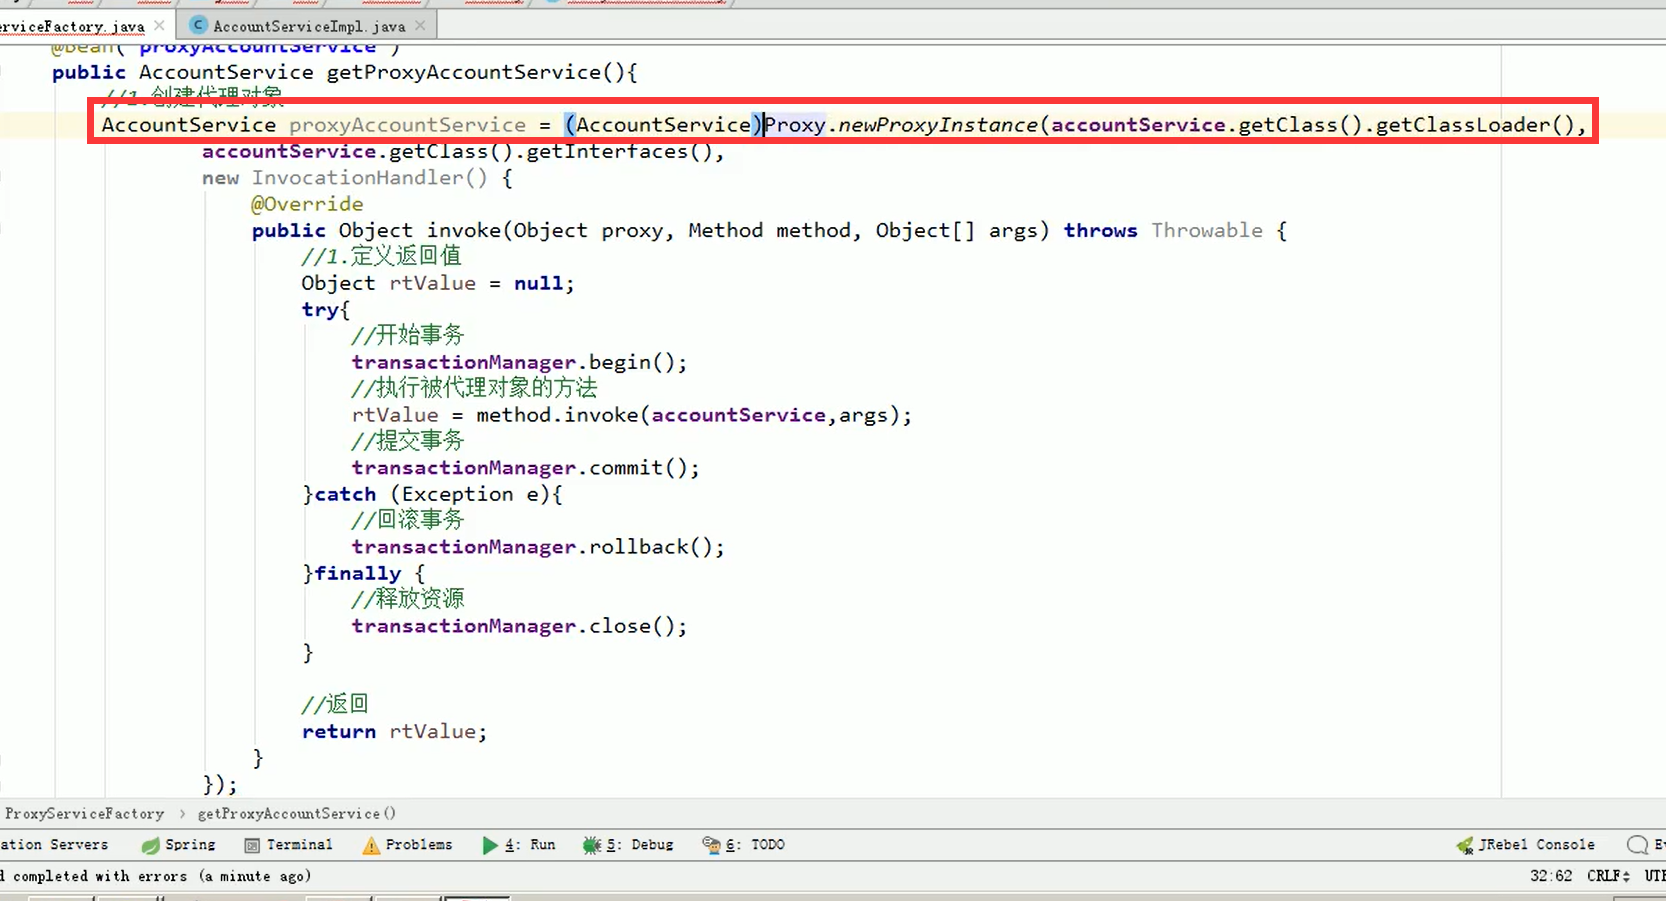 erviceFactory.java × AccountServiceImpl.java ×
@Bean("proxyAccountService")
public AccountService getProxyAccountService(){
//1.创建代理对象
AccountService proxyAccountService = (AccountService)Proxy.newProxyInstance(accountService.getClass().getClassLoader(),
accountService.getClass().getInterfaces(),
new InvocationHandler() {
@Override
public Object invoke(Object proxy, Method method, Object[] args) throws Throwable {
//1.定义返回值
Object rtValue = null;
try{
//开始事务
transactionManager.begin();
//执行被代理对象的方法
rtValue = method.invoke(accountService,args);
//提交事务
transactionManager.commit();
}catch (Exception e){
//回滚事务
transactionManager.rollback();
}finally {
//释放资源
transactionManager.close();
}
//返回
return rtValue;
}
});
ProxyServiceFactory › getProxyAccountService()
ation Servers Spring Terminal Problems 4: Run 5: Debug 6: TODO JRebel Console Ev
d completed with errors (a minute ago) 32:62 CRLF UTF